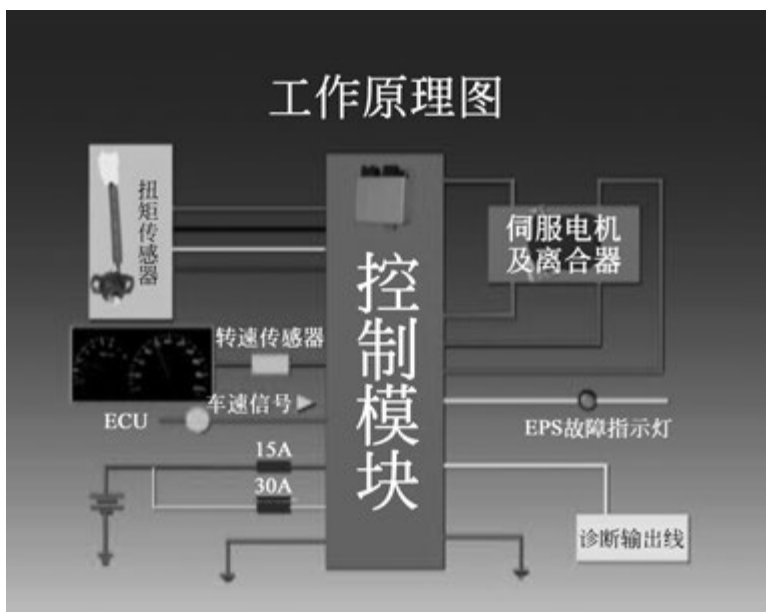 工作原理图
扭矩传感器
控制模块
伺服电机
及离合器
转速传感器
车速信号
ECU
EPS故障指示灯
15A
30A
诊断输出线